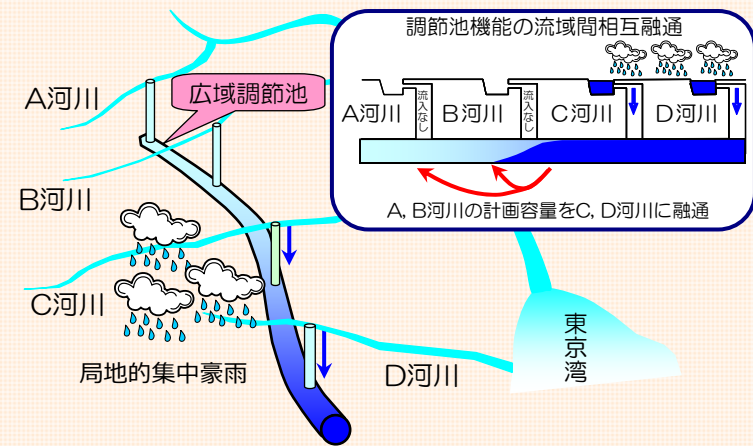 調節池機能の流域間相互融通
A河川
流入なし
B河川
流入なし
C河川
D河川
A, B河川の計画容量をC, D河川に融通
A河川
広域調節池
B河川
C河川
局地的集中豪雨
D河川
東京湾